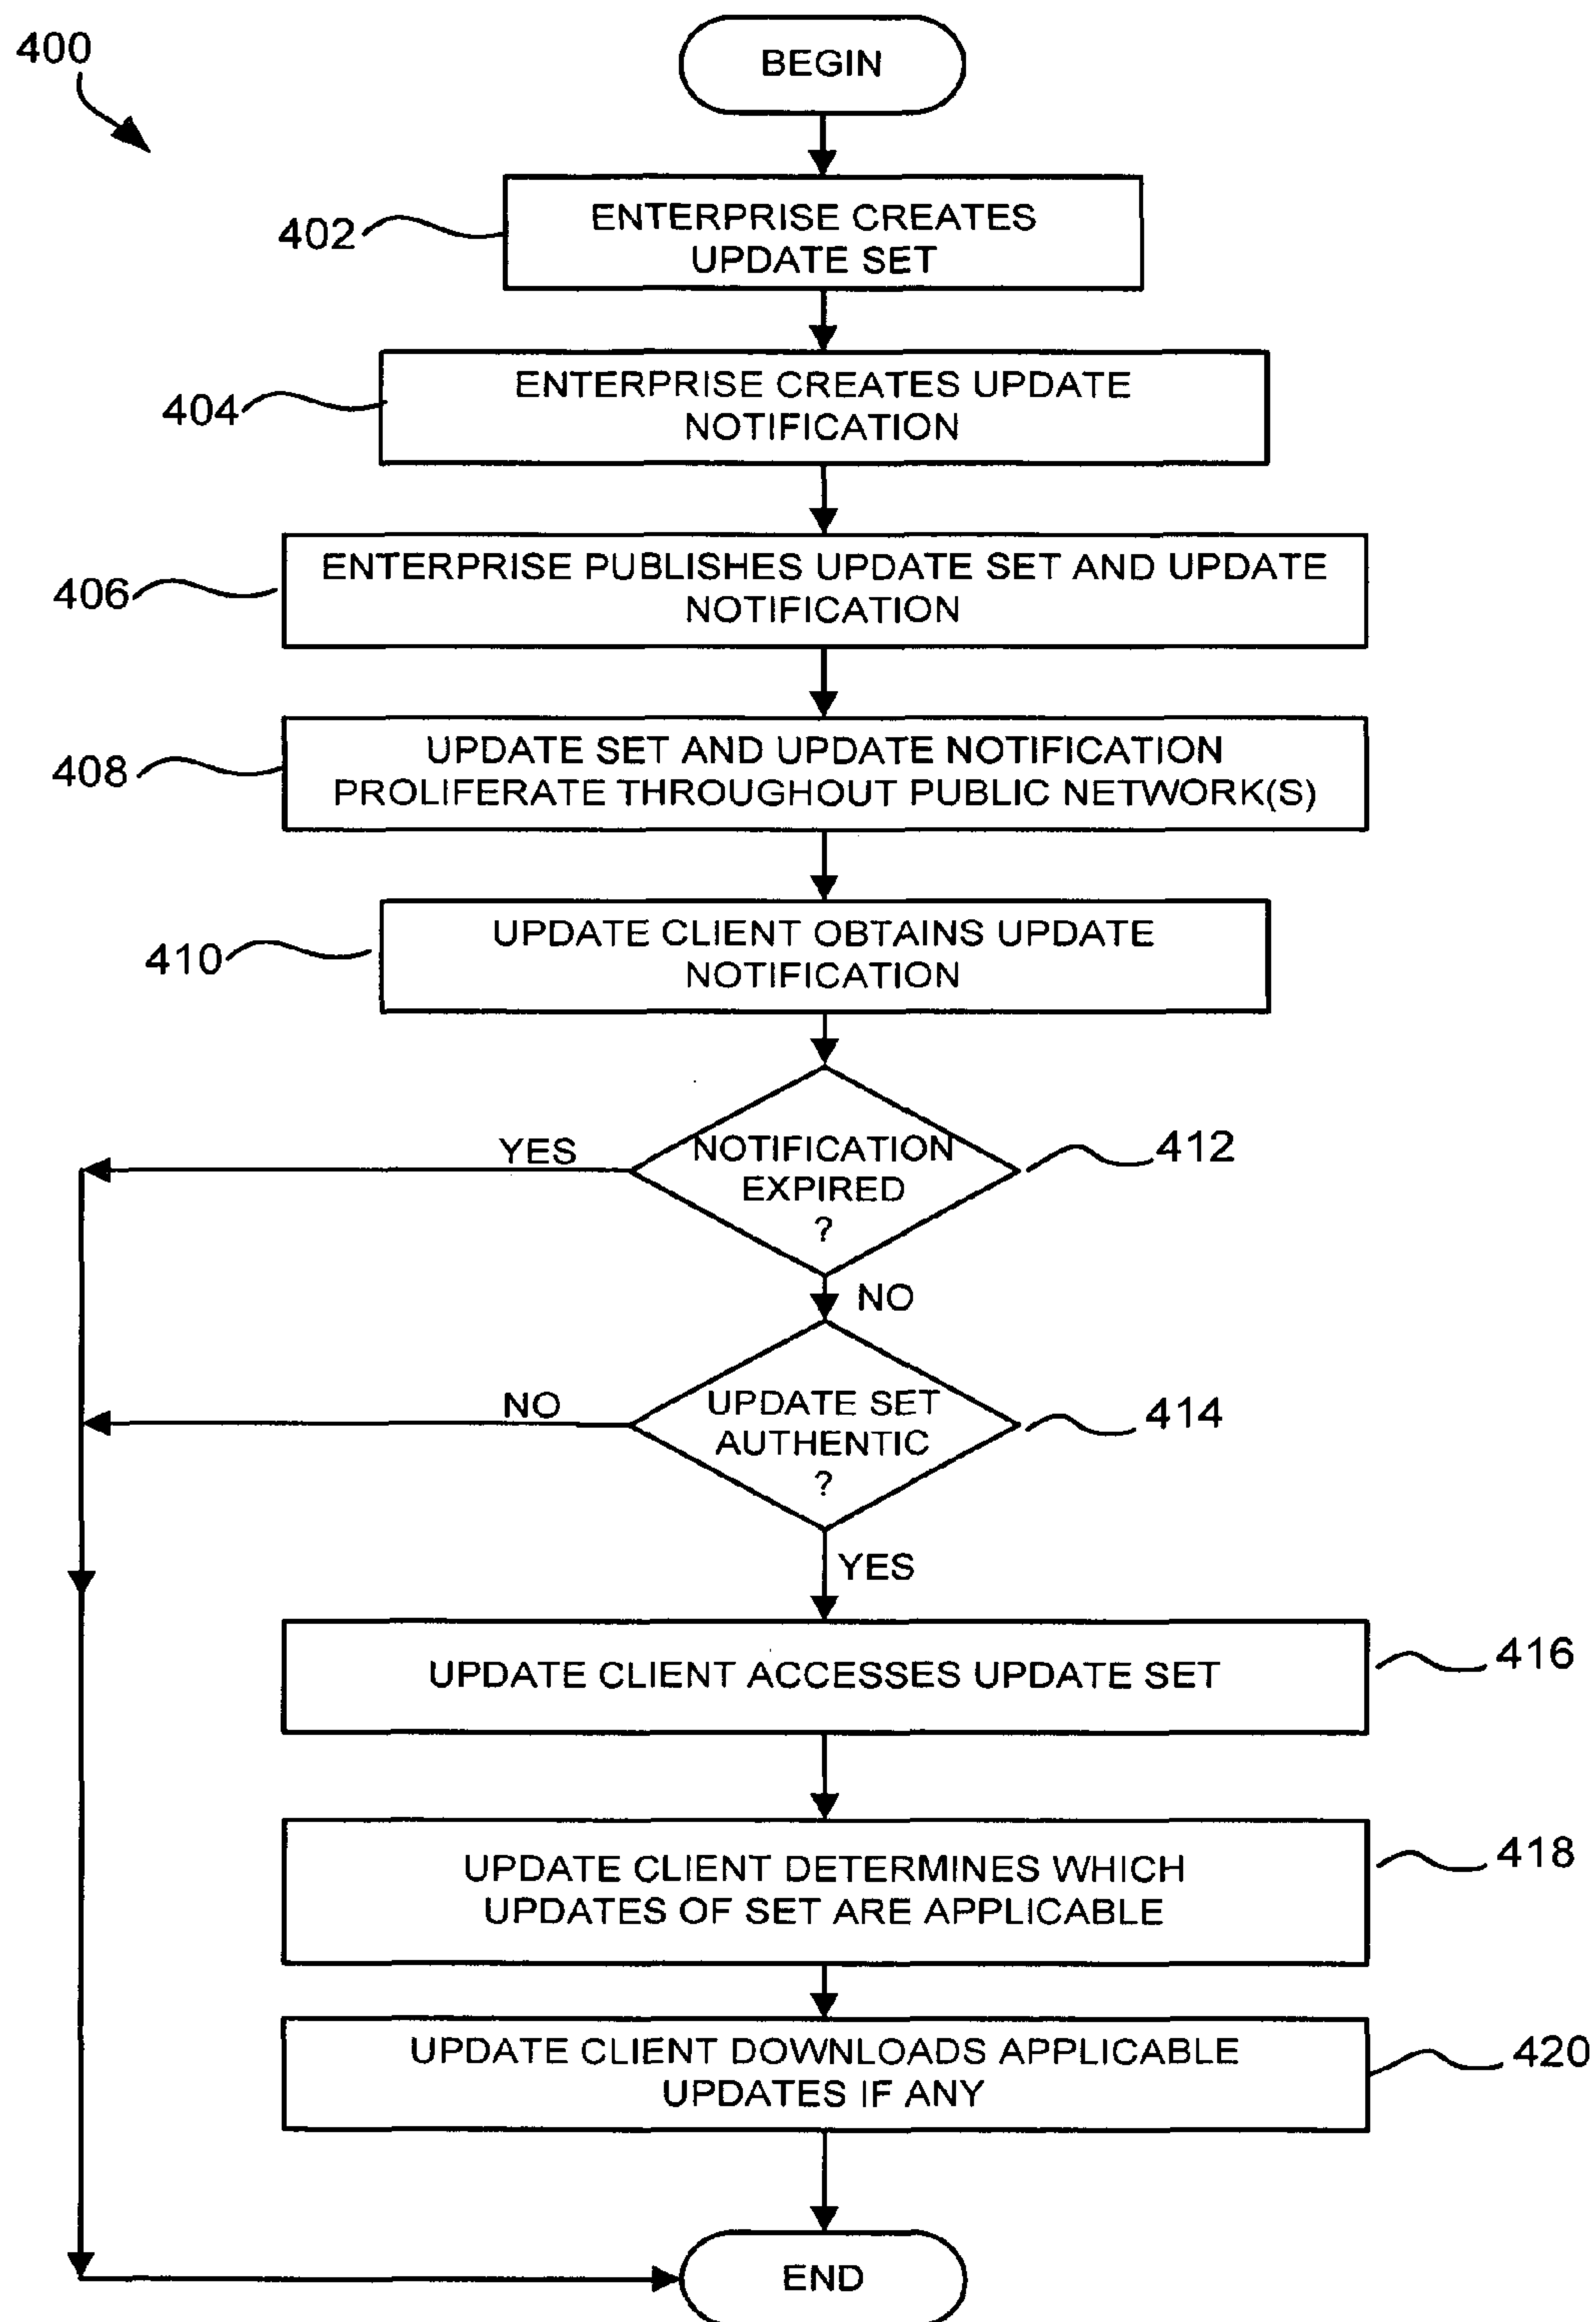 400
BEGIN
402
ENTERPRISE CREATES
UPDATE SET
404
ENTERPRISE CREATES UPDATE
NOTIFICATION
406
ENTERPRISE PUBLISHES UPDATE SET AND UPDATE
NOTIFICATION
408
UPDATE SET AND UPDATE NOTIFICATION
PROLIFERATE THROUGHOUT PUBLIC NETWORK(S)
410
UPDATE CLIENT OBTAINS UPDATE
NOTIFICATION
YES
NOTIFICATION
EXPIRED
?
412
NO
NO
UPDATE SET
AUTHENTIC
?
414
YES
UPDATE CLIENT ACCESSES UPDATE SET
416
UPDATE CLIENT DETERMINES WHICH
UPDATES OF SET ARE APPLICABLE
418
UPDATE CLIENT DOWNLOADS APPLICABLE
UPDATES IF ANY
420
END